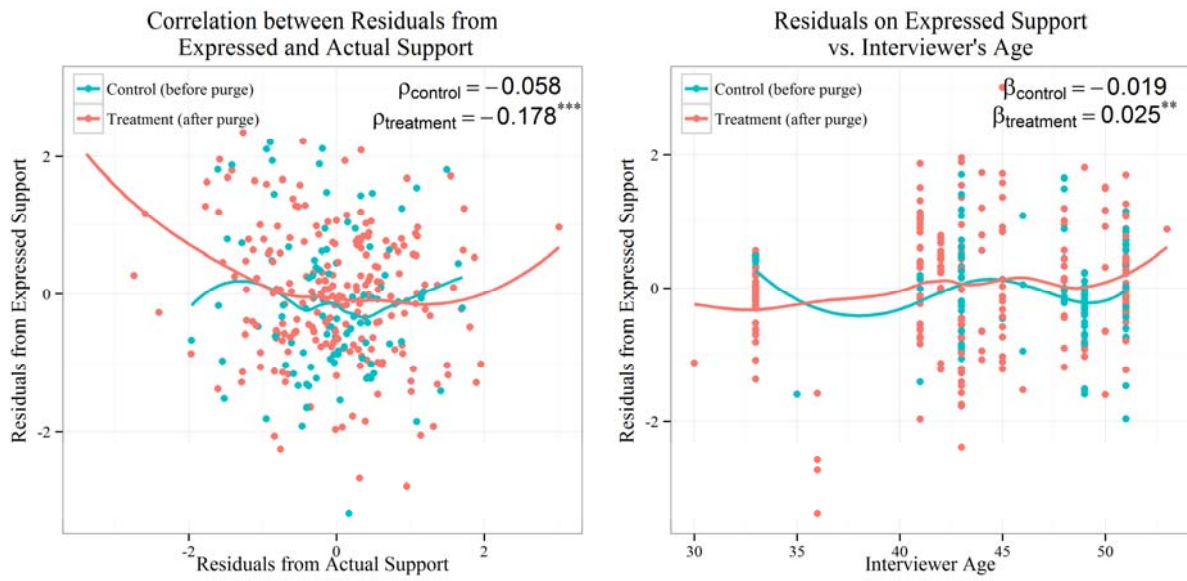 Correlation between Residuals from
Expressed and Actual Support
Control (before purge)
Treatment (after purge)
ρcontrol = −0.058
ρtreatment = −0.178***
Residuals from Expressed Support
2
0
-2
-2 0 2
Residuals from Actual Support
Residuals on Expressed Support
vs. Interviewer's Age
Control (before purge)
Treatment (after purge)
βcontrol = −0.019
βtreatment = 0.025**
Residuals from Expressed Support
2
0
-2
30 35 40 45 50
Interviewer Age